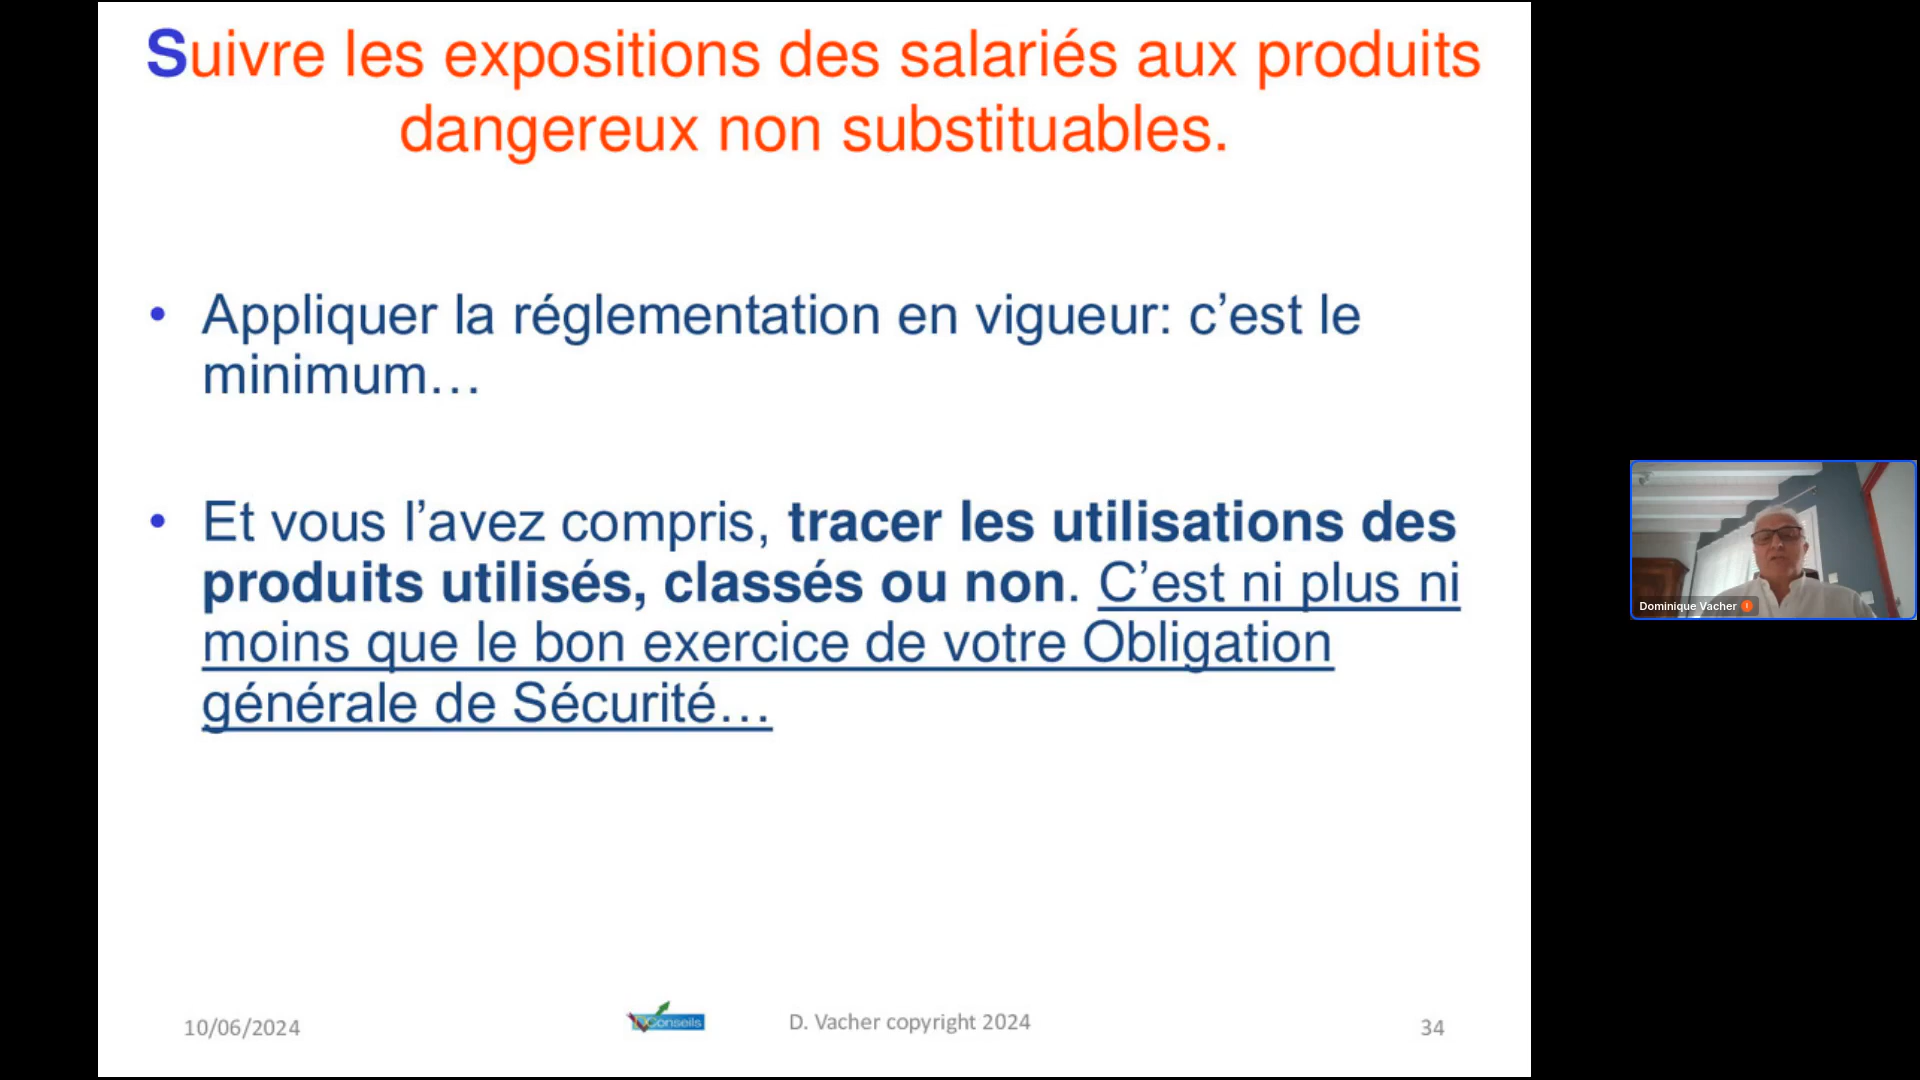 Suivre les expositions des salariés aux produits
dangereux non substituables.
• Appliquer la réglementation en vigueur: c’est le
minimum…
• Et vous l’avez compris, tracer les utilisations des
produits utilisés, classés ou non. C’est ni plus ni
moins que le bon exercice de votre Obligation
générale de Sécurité…
Dominique Vacher
10/06/2024
Conseils
D. Vacher copyright 2024
34